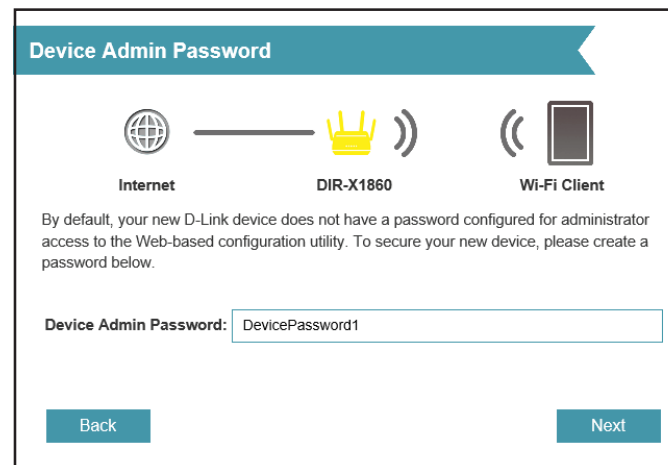 Device Admin Password
Internet
DIR-X1860
Wi-Fi Client
By default, your new D-Link device does not have a password configured for administrator
access to the Web-based configuration utility. To secure your new device, please create a
password below.
Device Admin Password: DevicePassword1
Back
Next